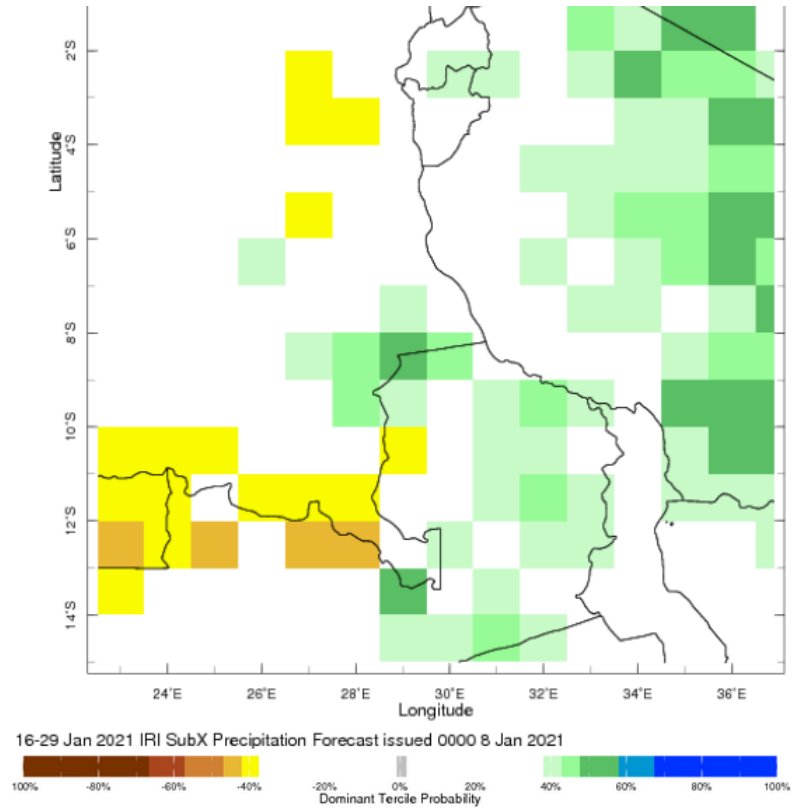 2°S
4°S
6°S
8°S
10°S
12°S
14°S
Latitude
24°E 26°E 28°E 30°E 32°E 34°E 36°E
Longitude
16-29 Jan 2021 IRI SubX Precipitation Forecast issued 0000 8 Jan 2021
100% -80% -60% -40% -20% 0% 20% 40% 60% 80% 100%
Dominant Tercile Probability